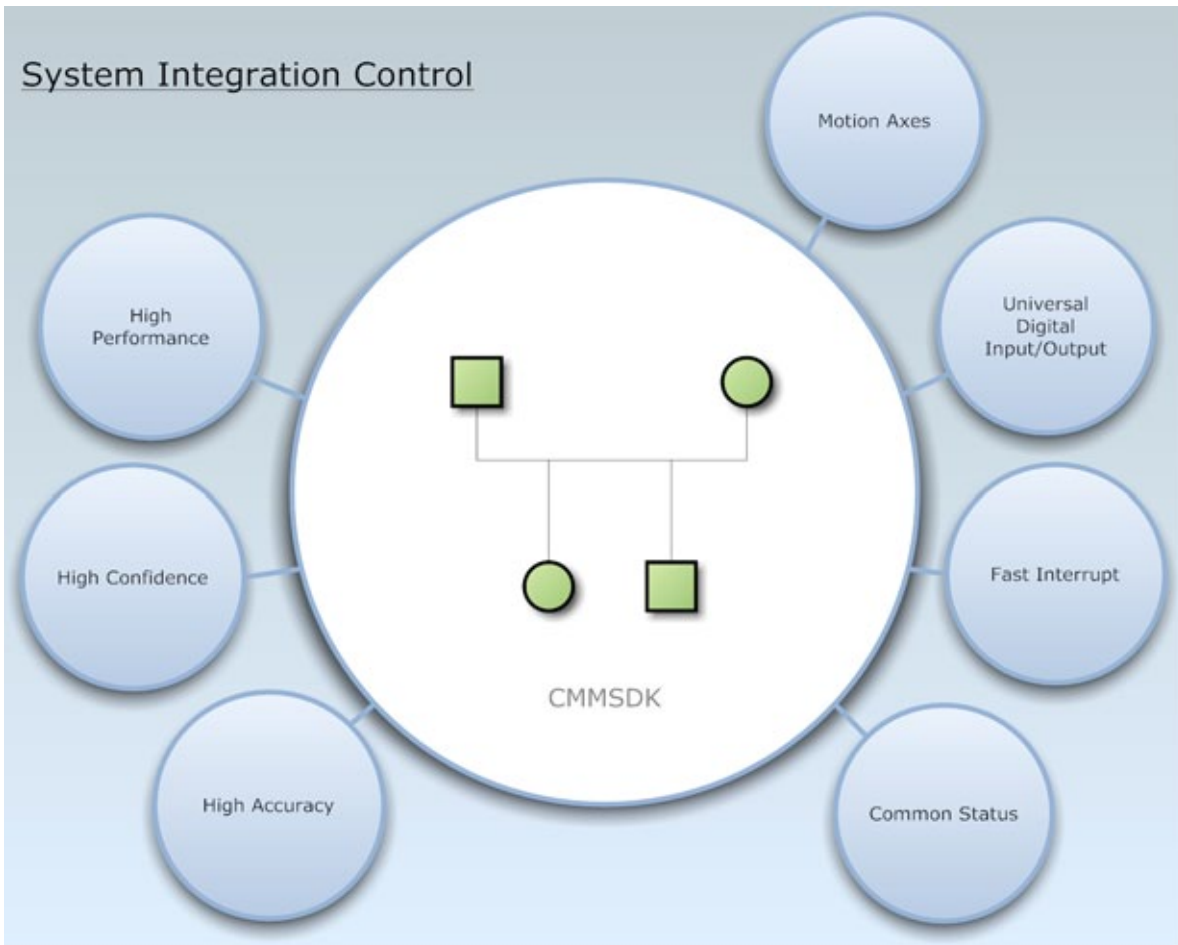 System Integration Control
Motion Axes
High
Performance
Universal
Digital
Input/Output
High Confidence
Fast Interrupt
CMMSDK
High Accuracy
Common Status